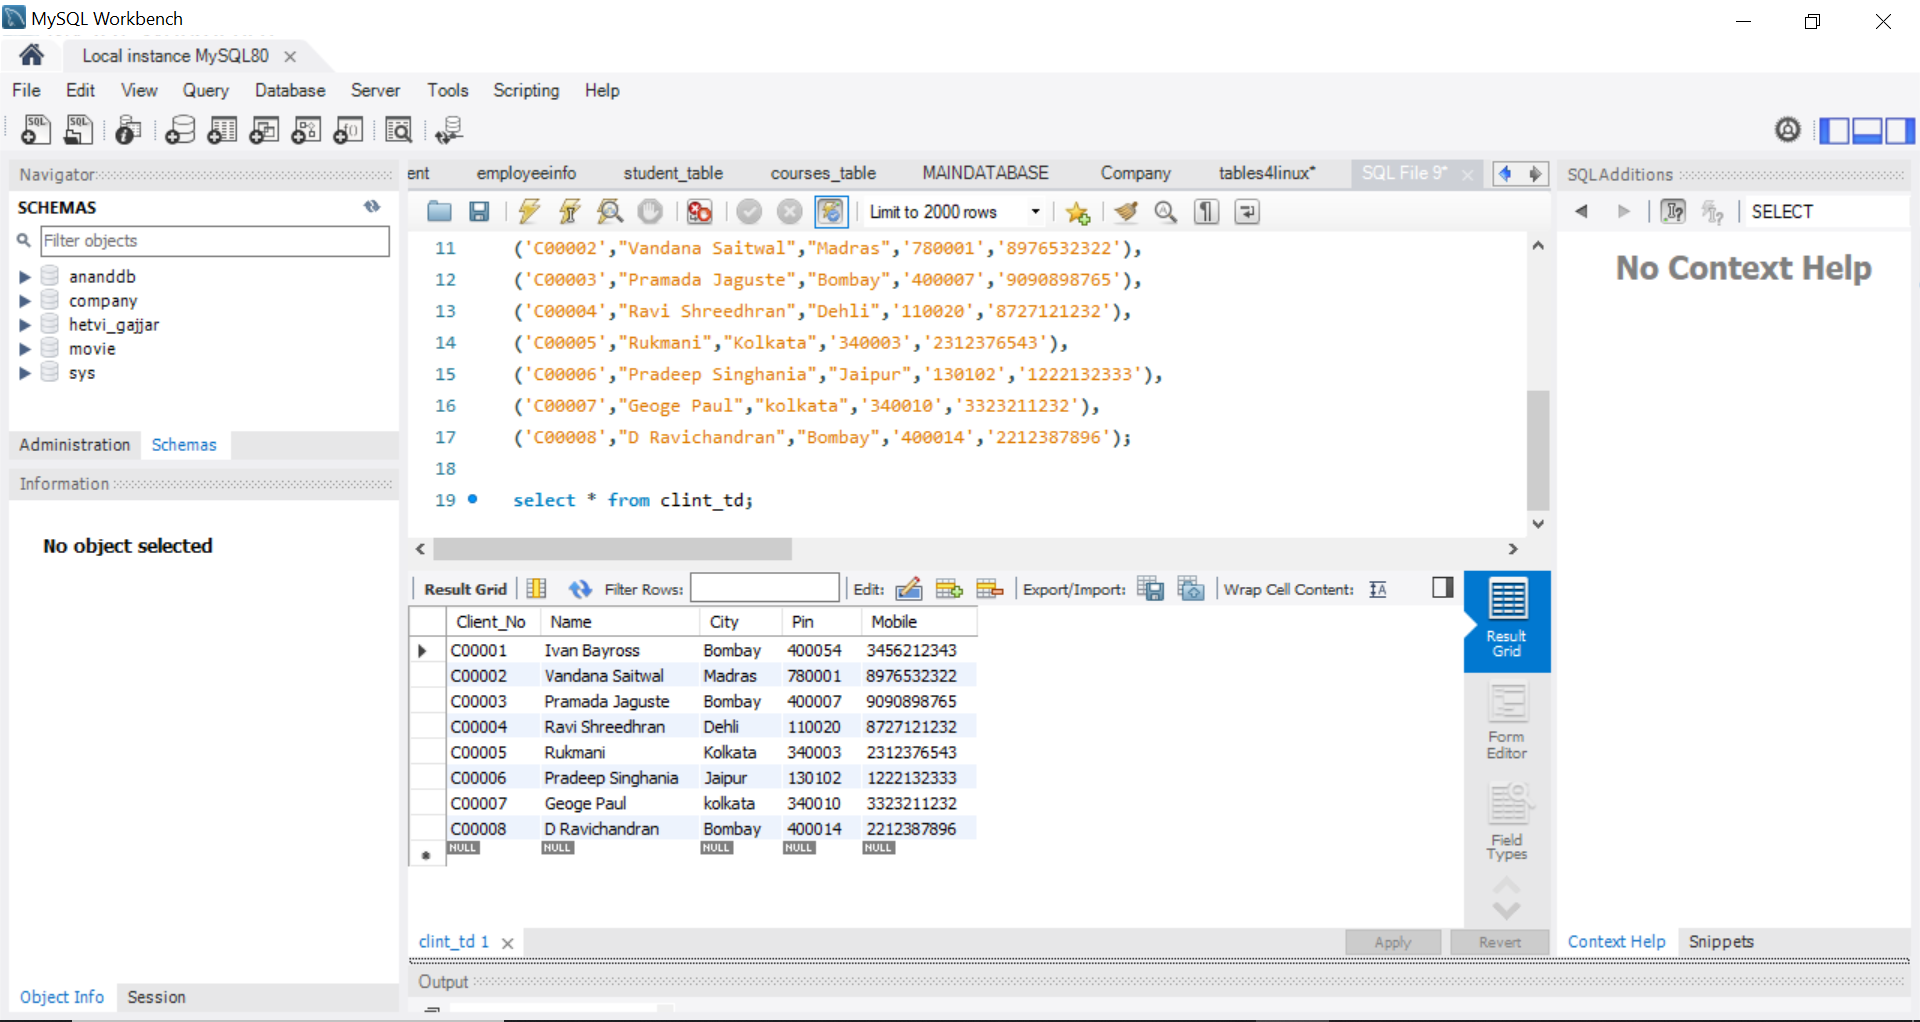 MySQL Workbench
Local instance MySQL80
File Edit View Query Database Server Tools Scripting Help
Navigator
SCHEMAS
Filter objects
ananddb
company
hetvi_gajjar
movie
sys
Administration Schemas
Information
No object selected
Object Info Session
ent employeeinfo student_table courses_table MAINDATABASE Company tables4linux* SQL File 9*
Limit to 2000 rows
11 ('C00002',"Vandana Saitwal","Madras",'780001','8976532322'),
12 ('C00003',"Pramada Jaguste","Bombay",'400007','9090898765'),
13 ('C00004',"Ravi Shreedhran","Dehli",'110020','8727121232'),
14 ('C00005',"Rukmani","Kolkata",'340003','2312376543'),
15 ('C00006',"Pradeep Singhania","Jaipur",'130102','1222132333'),
16 ('C00007',"Geoge Paul","kolkata",'340010','3323211232'),
17 ('C00008',"D Ravichandran","Bombay",'400014','2212387896');
18
19 select * from clint_td;
Result Grid Filter Rows: Edit: Export/Import: Wrap Cell Content:
Client_No Name City Pin Mobile
C00001 Ivan Bayross Bombay 400054 3456212343
C00002 Vandana Saitwal Madras 780001 8976532322
C00003 Pramada Jaguste Bombay 400007 9090898765
C00004 Ravi Shreedhran Dehli 110020 8727121232
C00005 Rukmani Kolkata 340003 2312376543
C00006 Pradeep Singhania Jaipur 130102 1222132333
C00007 Geoge Paul kolkata 340010 3323211232
C00008 D Ravichandran Bombay 400014 2212387896
NULL NULL NULL NULL NULL
Result
Grid
Form
Editor
Field
Types
clint_td 1
Apply Revert
Output
SQLAdditions
SELECT
No Context Help
Context Help Snippets